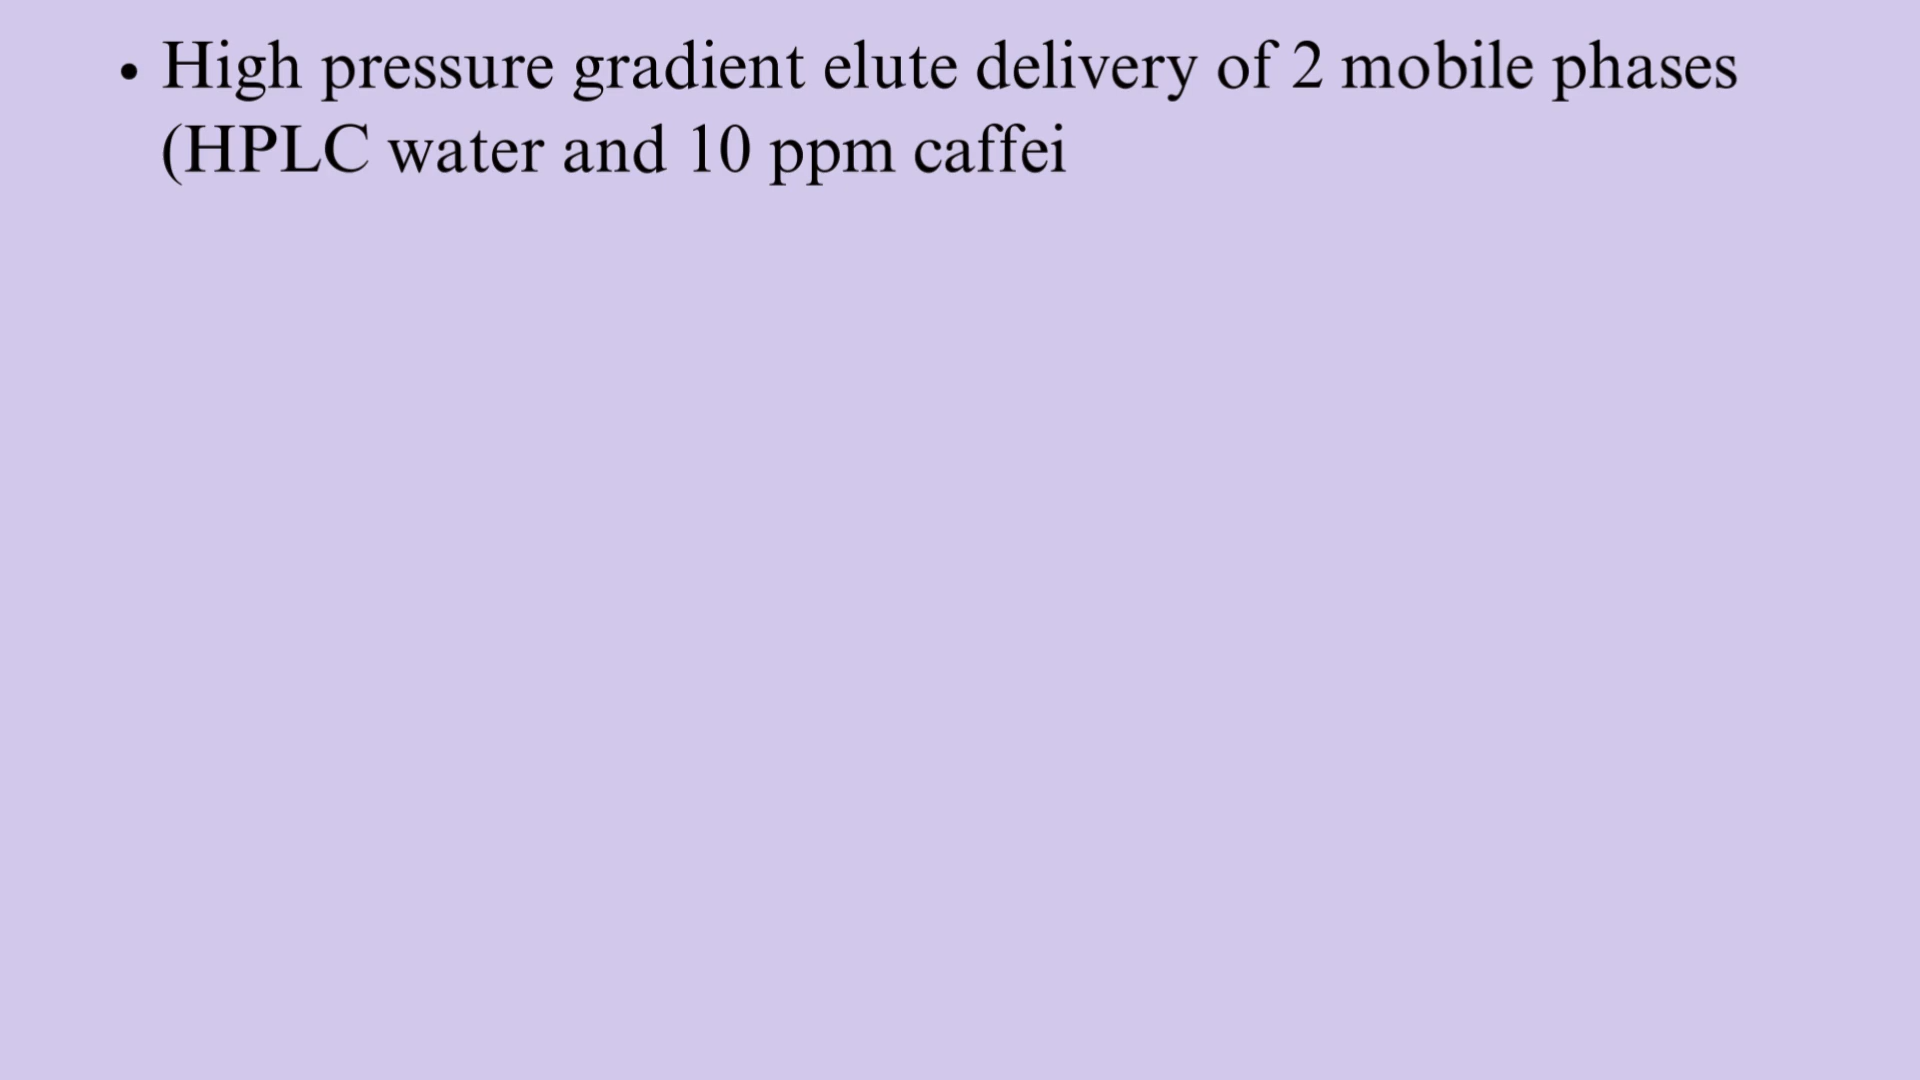 • High pressure gradient elute delivery of 2 mobile phases
(HPLC water and 10 ppm caffei